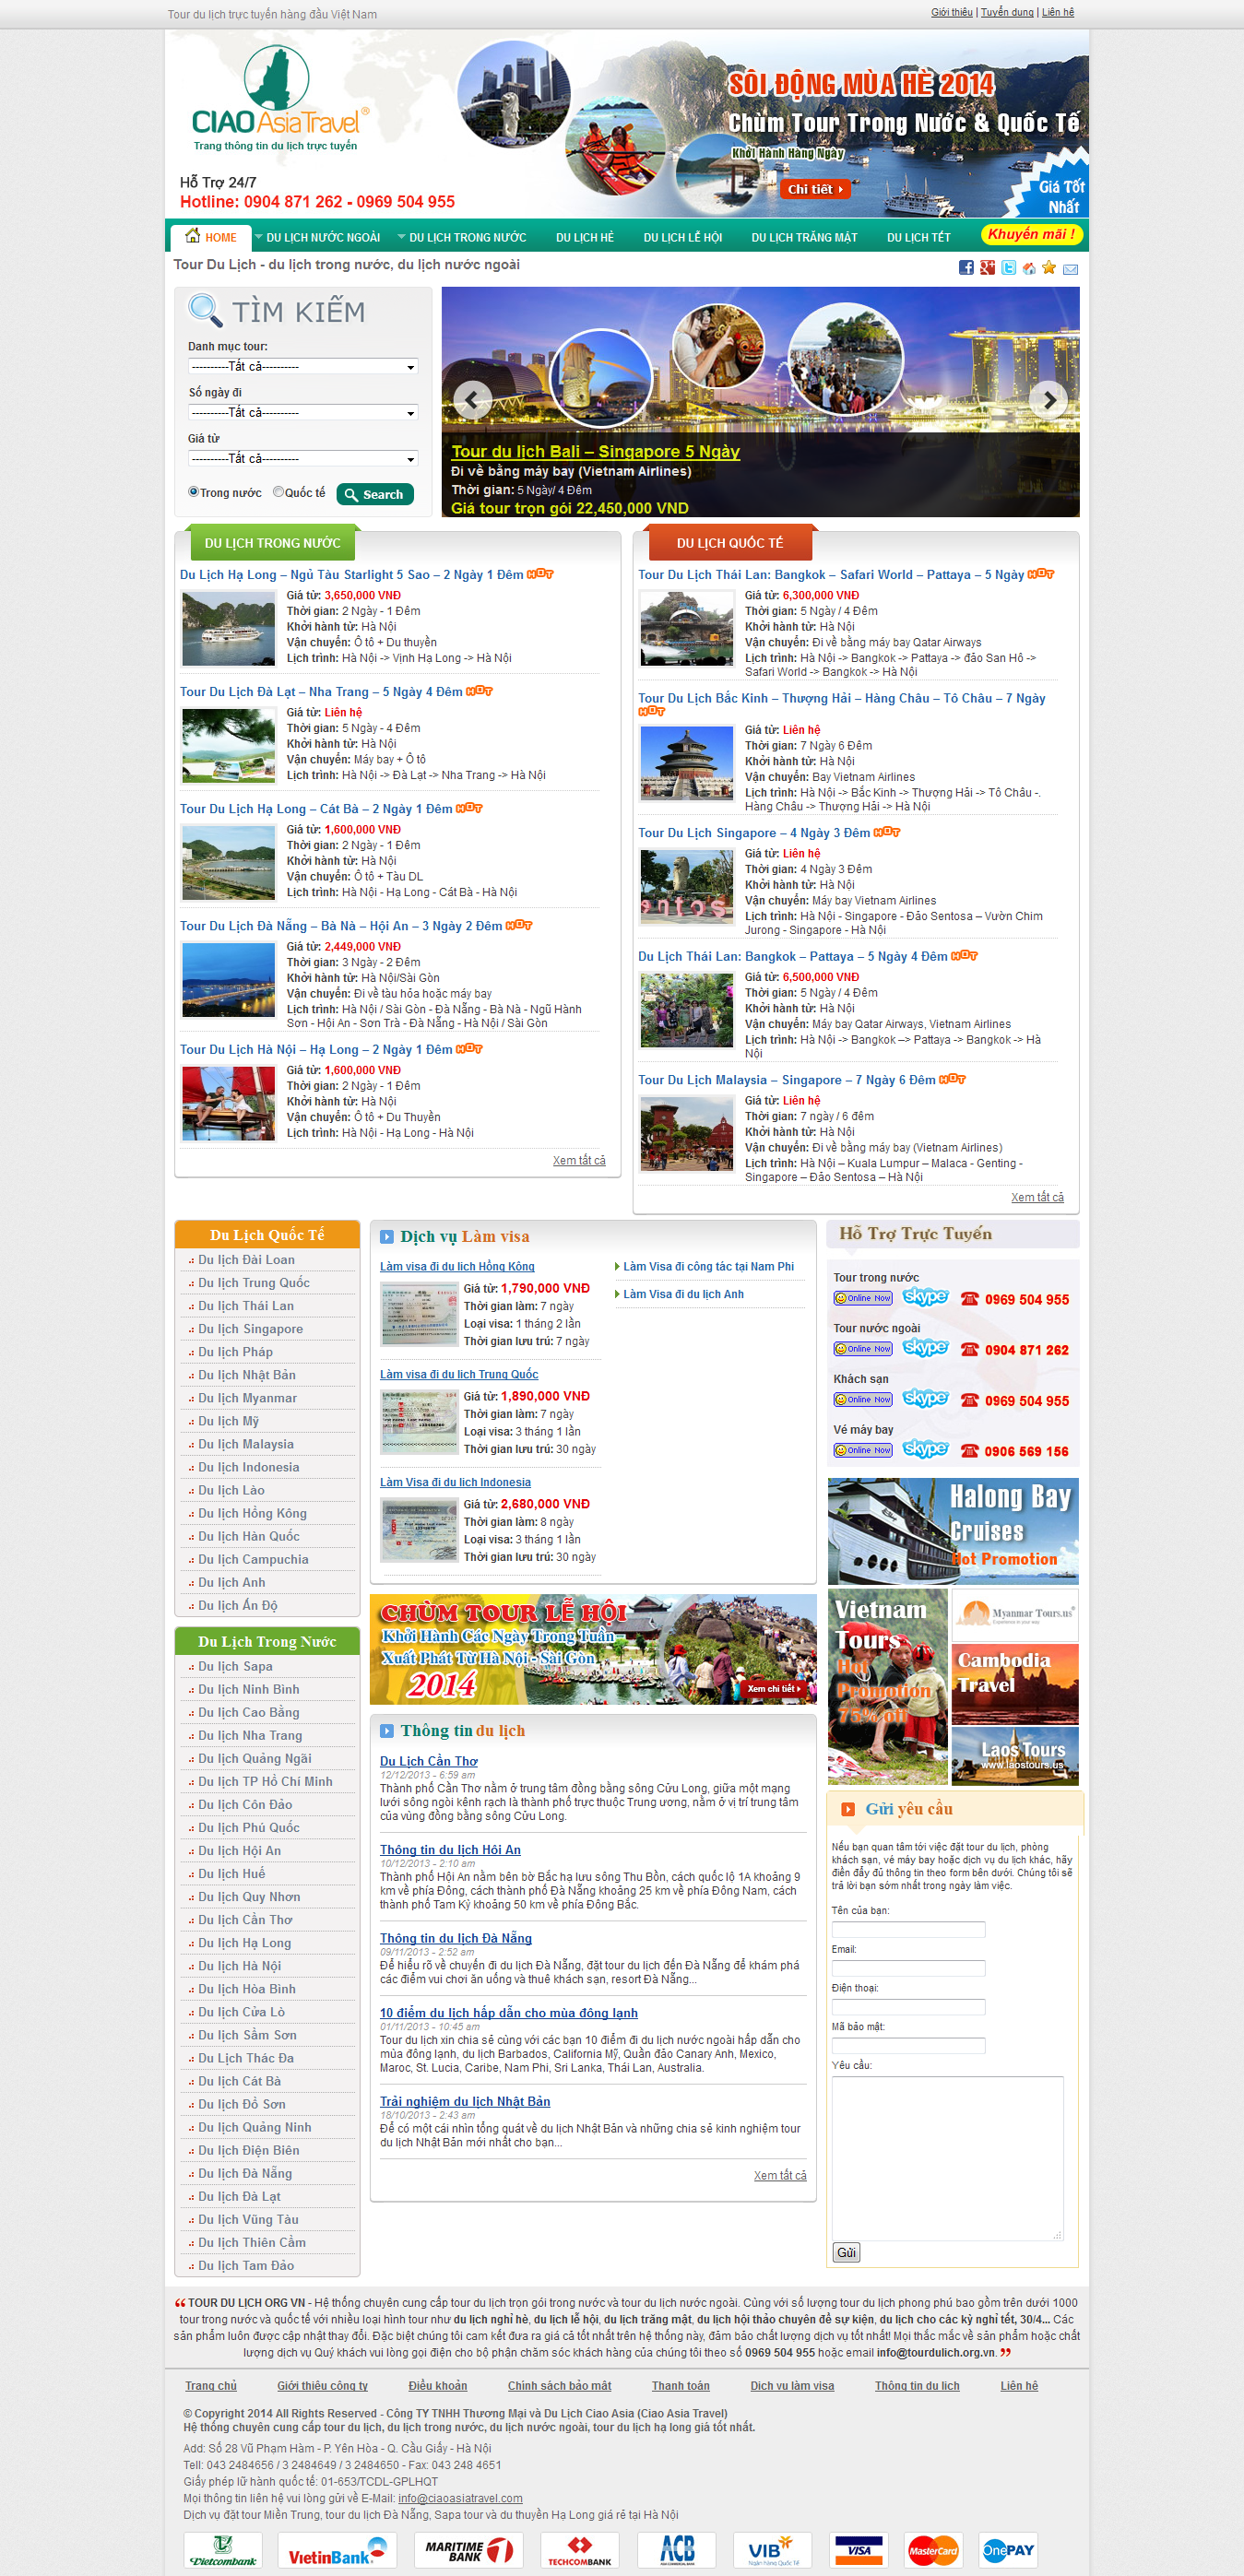 Tour du lịch trực tuyến hàng đầu Việt Nam
Giới thiệu | Tuyển dụng | Liên hệ
CIAO AsiaTravel
Trang thông tin du lịch trực tuyến
Hỗ Trợ 24/7
Hotline: 0904 871 262 - 0969 504 955
SÔI ĐỘNG MÙA HÈ 2014
Chùm Tour Trong Nước & Quốc Tế
Khởi Hành Hàng Ngày
Chi tiết
Giá Tốt
Nhất
HOME
DU LỊCH NƯỚC NGOÀI
DU LỊCH TRONG NƯỚC
DU LỊCH HÈ
DU LỊCH LỄ HỘI
DU LỊCH TRĂNG MẬT
DU LỊCH TẾT
Khuyến mãi !
Tour Du Lịch - du lịch trong nước, du lịch nước ngoài
TÌM KIẾM
Danh mục tour:
----------Tất cả----------
Số ngày đi
----------Tất cả----------
Giá từ
----------Tất cả----------
Trong nước Quốc tế Search
Tour du lịch Bali – Singapore 5 Ngày
Đi về bằng máy bay (Vietnam Airlines)
Thời gian: 5 Ngày/ 4 Đêm
Giá tour trọn gói 22,450,000 VND
DU LỊCH TRONG NƯỚC
Du Lịch Hạ Long – Ngủ Tàu Starlight 5 Sao – 2 Ngày 1 Đêm HOT
Giá từ: 3,650,000 VNĐ
Thời gian: 2 Ngày - 1 Đêm
Khởi hành từ: Hà Nội
Vận chuyển: Ô tô + Du thuyền
Lịch trình: Hà Nội -> Vịnh Hạ Long -> Hà Nội
Tour Du Lịch Đà Lạt – Nha Trang – 5 Ngày 4 Đêm HOT
Giá từ: Liên hệ
Thời gian: 5 Ngày - 4 Đêm
Khởi hành từ: Hà Nội
Vận chuyển: Máy bay + Ô tô
Lịch trình: Hà Nội -> Đà Lạt -> Nha Trang -> Hà Nội
Tour Du Lịch Hạ Long – Cát Bà – 2 Ngày 1 Đêm HOT
Giá từ: 1,600,000 VNĐ
Thời gian: 2 Ngày - 1 Đêm
Khởi hành từ: Hà Nội
Vận chuyển: Ô tô + Tàu DL
Lịch trình: Hà Nội - Hạ Long - Cát Bà - Hà Nội
Tour Du Lịch Đà Nẵng – Bà Nà – Hội An – 3 Ngày 2 Đêm HOT
Giá từ: 2,449,000 VNĐ
Thời gian: 3 Ngày - 2 Đêm
Khởi hành từ: Hà Nội/Sài Gòn
Vận chuyển: Đi về tàu hỏa hoặc máy bay
Lịch trình: Hà Nội / Sài Gòn - Đà Nẵng - Bà Nà - Ngũ Hành
Sơn - Hội An - Sơn Trà - Đà Nẵng - Hà Nội / Sài Gòn
Tour Du Lịch Hà Nội – Hạ Long – 2 Ngày 1 Đêm HOT
Giá từ: 1,600,000 VNĐ
Thời gian: 2 Ngày - 1 Đêm
Khởi hành từ: Hà Nội
Vận chuyển: Ô tô + Du Thuyền
Lịch trình: Hà Nội - Hạ Long - Hà Nội
Xem tất cả
DU LỊCH QUỐC TẾ
Tour Du Lịch Thái Lan: Bangkok – Safari World – Pattaya – 5 Ngày HOT
Giá từ: 6,300,000 VNĐ
Thời gian: 5 Ngày / 4 Đêm
Khởi hành từ: Hà Nội
Vận chuyển: Đi về bằng máy bay Qatar Airways
Lịch trình: Hà Nội -> Bangkok -> Pattaya -> đảo San Hô ->
Safari World -> Bangkok -> Hà Nội
Tour Du Lịch Bắc Kinh – Thượng Hải – Hàng Châu – Tô Châu – 7 Ngày
HOT
Giá từ: Liên hệ
Thời gian: 7 Ngày 6 Đêm
Khởi hành từ: Hà Nội
Vận chuyển: Bay Vietnam Airlines
Lịch trình: Hà Nội -> Bắc Kinh -> Thượng Hải -> Tô Châu -.
Hàng Châu -> Thượng Hải -> Hà Nội
Tour Du Lịch Singapore – 4 Ngày 3 Đêm HOT
entos
Giá từ: Liên hệ
Thời gian: 4 Ngày 3 Đêm
Khởi hành từ: Hà Nội
Vận chuyển: Máy bay Vietnam Airlines
Lịch trình: Hà Nội - Singapore - Đảo Sentosa – Vườn Chim
Jurong - Singapore - Hà Nội
Du Lịch Thái Lan: Bangkok – Pattaya – 5 Ngày 4 Đêm HOT
Giá từ: 6,500,000 VNĐ
Thời gian: 5 Ngày / 4 Đêm
Khởi hành từ: Hà Nội
Vận chuyển: Máy bay Qatar Airways, Vietnam Airlines
Lịch trình: Hà Nội -> Bangkok –> Pattaya -> Bangkok -> Hà
Nội
Tour Du Lịch Malaysia – Singapore – 7 Ngày 6 Đêm HOT
Giá từ: Liên hệ
Thời gian: 7 ngày / 6 đêm
Khởi hành từ: Hà Nội
Vận chuyển: Đi về bằng máy bay (Vietnam Airlines)
Lịch trình: Hà Nội – Kuala Lumpur – Malaca - Genting -
Singapore – Đảo Sentosa – Hà Nội
Xem tất cả
Du Lịch Quốc Tế
Du lịch Đài Loan
Du lịch Trung Quốc
Du lịch Thái Lan
Du lịch Singapore
Du lịch Pháp
Du lịch Nhật Bản
Du lịch Myanmar
Du lịch Mỹ
Du lịch Malaysia
Du lịch Indonesia
Du lịch Lào
Du lịch Hồng Kông
Du lịch Hàn Quốc
Du lịch Campuchia
Du lịch Anh
Du lịch Ấn Độ
Du Lịch Trong Nước
Du lịch Sapa
Du lịch Ninh Bình
Du lịch Cao Bằng
Du lịch Nha Trang
Du lịch Quảng Ngãi
Du lịch TP Hồ Chí Minh
Du lịch Côn Đảo
Du lịch Phú Quốc
Du lịch Hội An
Du lịch Huế
Du lịch Quy Nhơn
Du lịch Cần Thơ
Du lịch Hạ Long
Du lịch Hà Nội
Du lịch Hòa Bình
Du lịch Cửa Lò
Du lịch Sầm Sơn
Du Lịch Thác Đa
Du lịch Cát Bà
Du lịch Đồ Sơn
Du lịch Quảng Ninh
Du lịch Điện Biên
Du lịch Đà Nẵng
Du lịch Đà Lạt
Du lịch Vũng Tàu
Du lịch Thiên Cầm
Du lịch Tam Đảo
Dịch vụ Làm visa
Làm visa đi du lịch Hồng Kông
Giá từ: 1,790,000 VNĐ
Thời gian làm: 7 ngày
Loại visa: 1 tháng 2 lần
Thời gian lưu trú: 7 ngày
Làm visa đi du lịch Trung Quốc
Giá từ: 1,890,000 VNĐ
Thời gian làm: 7 ngày
Loại visa: 3 tháng 1 lần
Thời gian lưu trú: 30 ngày
Làm Visa đi du lịch Indonesia
Giá từ: 2,680,000 VNĐ
Thời gian làm: 8 ngày
Loại visa: 3 tháng 1 lần
Thời gian lưu trú: 30 ngày
Làm Visa đi công tác tại Nam Phi
Làm Visa đi du lịch Anh
CHÙM TOUR LỄ HỘI
Khởi Hành Các Ngày Trong Tuần
Xuất Phát Từ Hà Nội - Sài Gòn
2014
Xem chi tiết
Thông tin du lịch
Du Lịch Cần Thơ
12/12/2013 - 6:59 am
Thành phố Cần Thơ nằm ở trung tâm đồng bằng sông Cửu Long, giữa một mạng
lưới sông ngòi kênh rạch là thành phố trực thuộc Trung ương, nằm ở vị trí trung tâm
của vùng đồng bằng sông Cửu Long.
Thông tin du lịch Hội An
10/12/2013 - 2:10 am
Thành phố Hội An nằm bên bờ Bắc hạ lưu sông Thu Bồn, cách quốc lộ 1A khoảng 9
km về phía Đông, cách thành phố Đà Nẵng khoảng 25 km về phía Đông Nam, cách
thành phố Tam Kỳ khoảng 50 km về phía Đông Bắc.
Thông tin du lịch Đà Nẵng
09/11/2013 - 2:52 am
Để hiểu rõ về chuyến đi du lịch Đà Nẵng, đặt tour du lịch đến Đà Nẵng để khám phá
các điểm vui chơi ăn uống và thuê khách sạn, resort Đà Nẵng...
10 điểm du lịch hấp dẫn cho mùa đông lạnh
01/11/2013 - 10:45 am
Tour du lịch xin chia sẻ cùng với các bạn 10 điểm đi du lịch nước ngoài hấp dẫn cho
mùa đông lạnh, du lịch Barbados, California Mỹ, Quần đảo Canary Anh, Mexico,
Maroc, St. Lucia, Caribe, Nam Phi, Sri Lanka, Thái Lan, Australia.
Trải nghiệm du lịch Nhật Bản
18/10/2013 - 2:43 am
Để có một cái nhìn tổng quát về du lịch Nhật Bản và những chia sẻ kinh nghiệm tour
du lịch Nhật Bản mới nhất cho bạn...
Xem tất cả
Hỗ Trợ Trực Tuyến
Tour trong nước
Online Now skype 0969 504 955
Tour nước ngoài
Online Now skype 0904 871 262
Khách sạn
Online Now skype 0969 504 955
Vé máy bay
Online Now skype 0906 569 156
Halong Bay
Cruises
Hot Promotion
Vietnam
Tours
Hot
Promotion
75% off
Myanmar Tours.us
Cambodia
Travel
Laos Tours
www.laostours.us
Gửi yêu cầu
Nếu bạn quan tâm tới việc đặt tour du lịch, phòng
khách sạn, vé máy bay hoặc dịch vụ du lịch khác, hãy
điền đẩy đủ thông tin theo form bên dưới. Chúng tôi sẽ
trả lời bạn sớm nhất trong ngày làm việc.
Tên của bạn:
Email:
Điện thoại:
Mã bảo mật:
Yêu cầu:
Gửi
TOUR DU LỊCH ORG VN - Hệ thống chuyên cung cấp tour du lịch trọn gói trong nước và tour du lịch nước ngoài. Cùng với số lượng tour du lịch phong phú bao gồm trên dưới 1000
tour trong nước và quốc tế với nhiều loại hình tour như du lịch nghỉ hè, du lịch lễ hội, du lịch trăng mật, du lịch hội thảo chuyên đề sự kiện, du lịch cho các kỳ nghỉ tết, 30/4... Các
sản phẩm luôn được cập nhật thay đổi. Đặc biệt chúng tôi cam kết đưa ra giá cả tốt nhất trên hệ thống này, đảm bảo chất lượng dịch vụ tốt nhất! Mọi thắc mắc về sản phẩm hoặc chất
lượng dịch vụ Quý khách vui lòng gọi điện cho bộ phận chăm sóc khách hàng của chúng tôi theo số 0969 504 955 hoặc email info@tourdulich.org.vn.
Trang chủ Giới thiệu công ty Điều khoản Chính sách bảo mật Thanh toán Dịch vụ làm visa Thông tin du lịch Liên hệ
© Copyright 2014 All Rights Reserved - Công TY TNHH Thương Mại và Du Lịch Ciao Asia (Ciao Asia Travel)
Hệ thống chuyên cung cấp tour du lịch, du lịch trong nước, du lịch nước ngoài, tour du lịch hạ long giá tốt nhất.
Add: Số 28 Vũ Phạm Hàm - P. Yên Hòa - Q. Cầu Giấy - Hà Nội
Tell: 043 2484656 / 3 2484649 / 3 2484650 - Fax: 043 248 4651
Giấy phép lữ hành quốc tế: 01-653/TCDL-GPLHQT
Mọi thông tin liên hệ vui lòng gửi về E-Mail: info@ciaoasiatravel.com
Dịch vụ đặt tour Miền Trung, tour du lịch Đà Nẵng, Sapa tour và du thuyền Hạ Long giá rẻ tại Hà Nội
Vietcombank
VietinBank
MARITIME BANK
TECHCOMBANK
ACB
VIB
Ngân hàng Quốc Tế
VISA
MasterCard
OnePAY